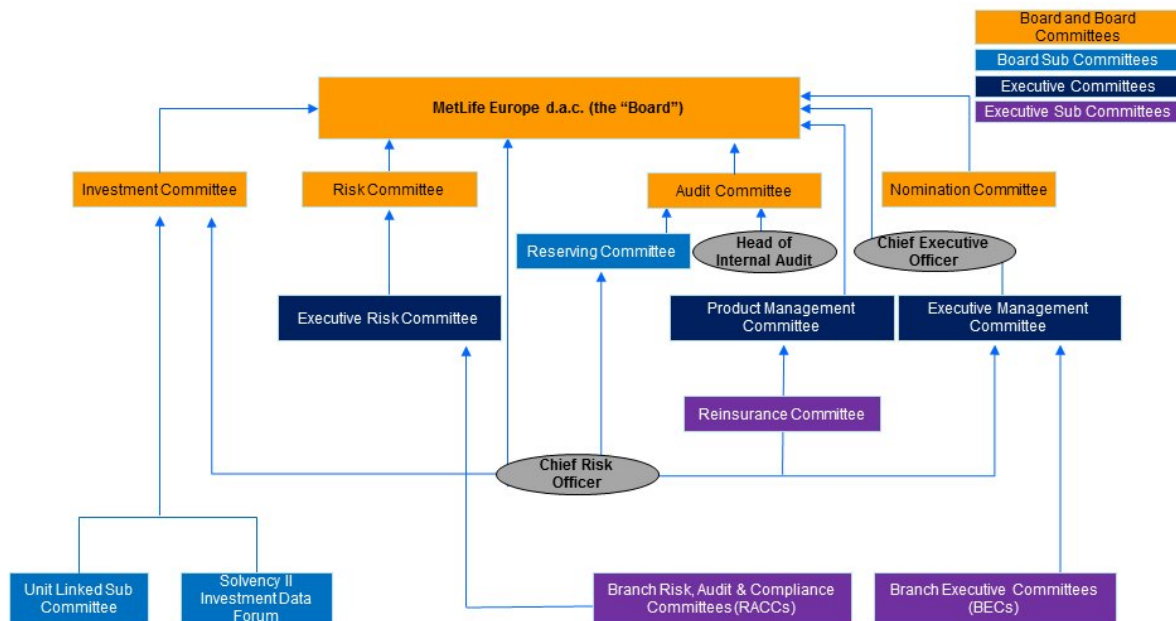 Board and Board
Committees
Board Sub Committees
Executive Committees
Executive Sub Committees
MetLife Europe d.a.c. (the “Board”)
Investment Committee
Risk Committee
Audit Committee
Nomination Committee
Reserving Committee
Head of
Internal Audit
Chief Executive
Officer
Executive Risk Committee
Product Management
Committee
Executive Management
Committee
Reinsurance Committee
Chief Risk
Officer
Unit Linked Sub
Committee
Solvency II
Investment Data
Forum
Branch Risk, Audit & Compliance
Committees (RACCs)
Branch Executive Committees
(BECs)